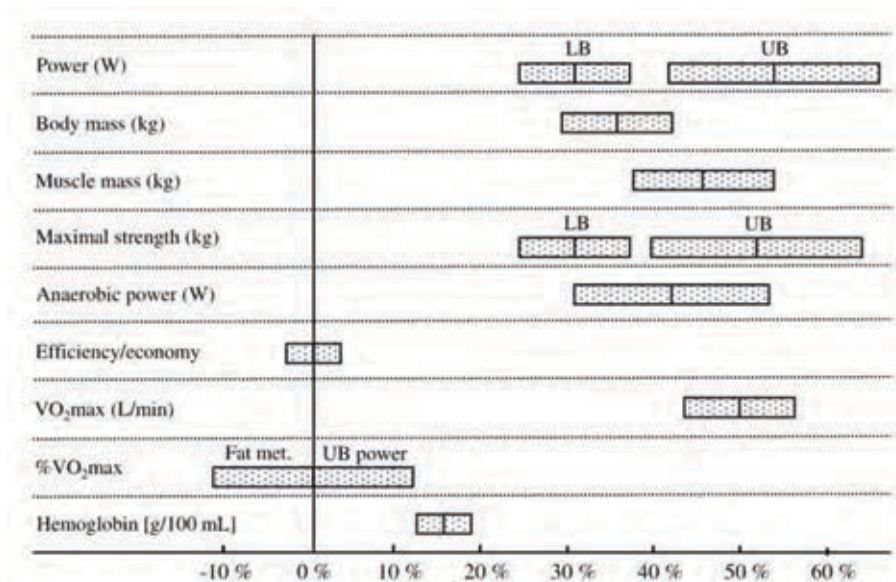 LB UB
Power (W)
Body mass (kg)
Muscle mass (kg)
LB UB
Maximal strength (kg)
Anaerobic power (W)
Efficiency/economy
VO₂max (L/min)
Fat met. UB power
%VO₂max
Hemoglobin [g/100 mL]
-10 % 0 % 10 % 20 % 30 % 40 % 50 % 60 %